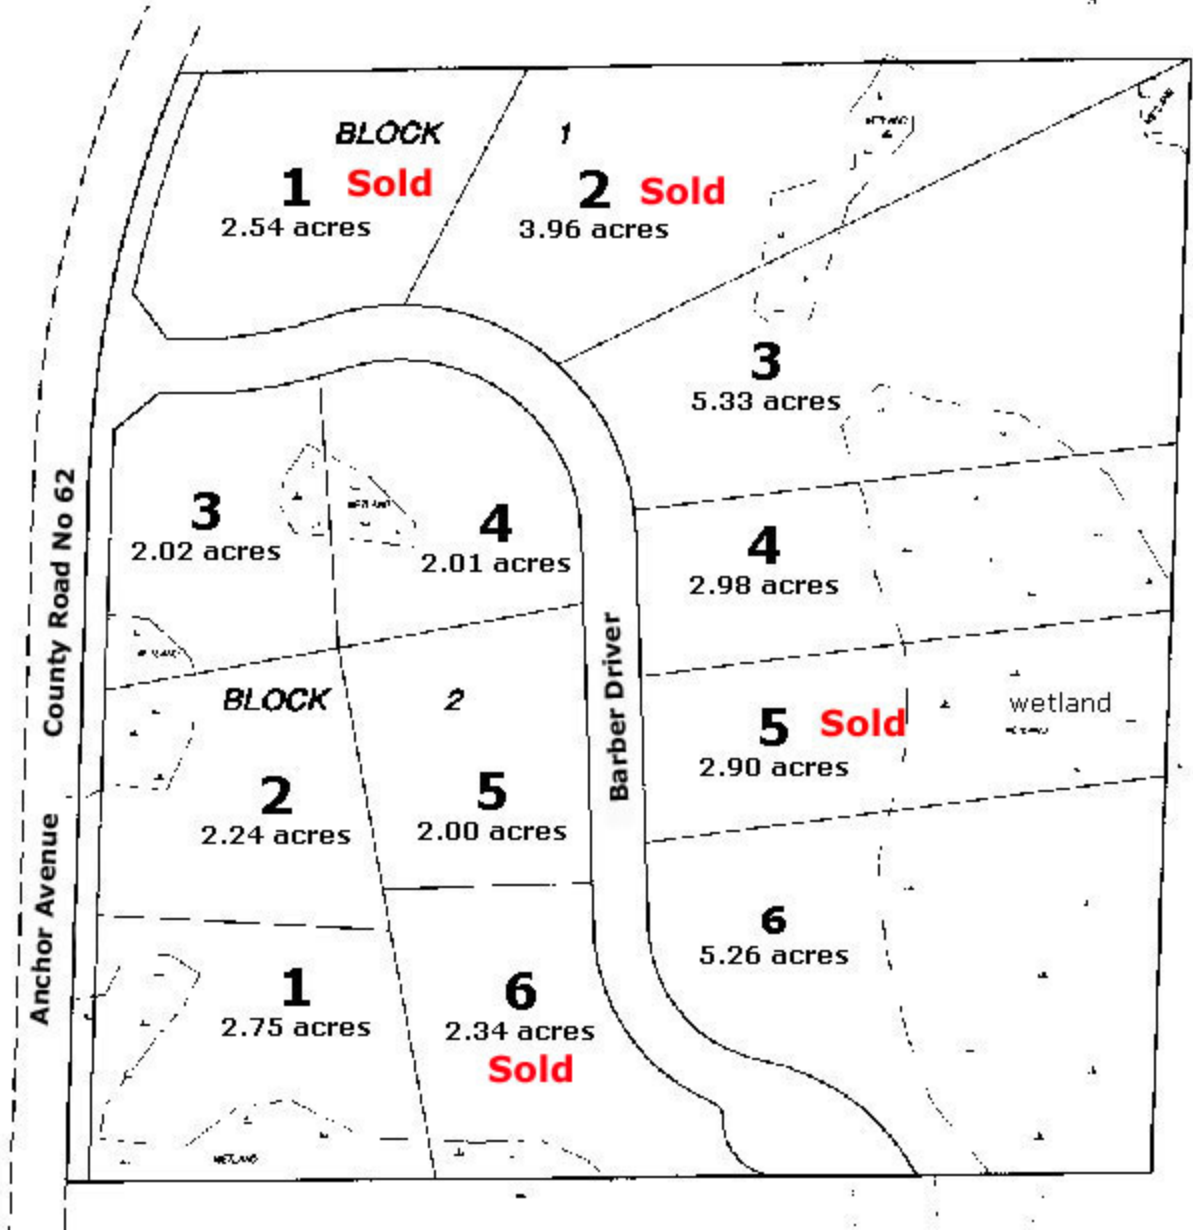 BLOCK 1
1 Sold
2.54 acres
2 Sold
3.96 acres
WETLAND
3
5.33 acres
3
2.02 acres
WETLAND
4
2.01 acres
4
2.98 acres
County Road No 62
Barber Driver
BLOCK 2
wetland
5 Sold
2.90 acres
2
2.24 acres
5
2.00 acres
Anchor Avenue
6
5.26 acres
1
2.75 acres
6
2.34 acres
Sold
WETLAND